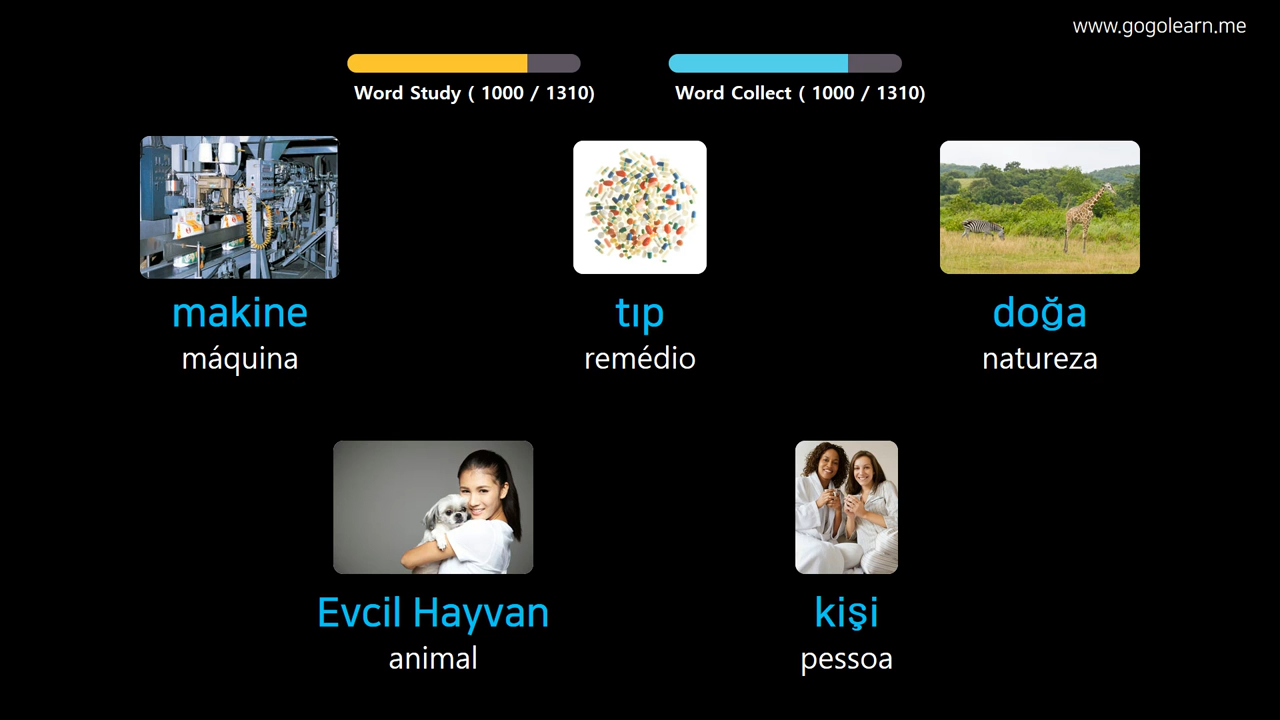 www.gogolearn.me
Word Study ( 1000 / 1310)
Word Collect ( 1000 / 1310)
makine
máquina
tıp
remédio
doğa
natureza
Evcil Hayvan
animal
kişi
pessoa